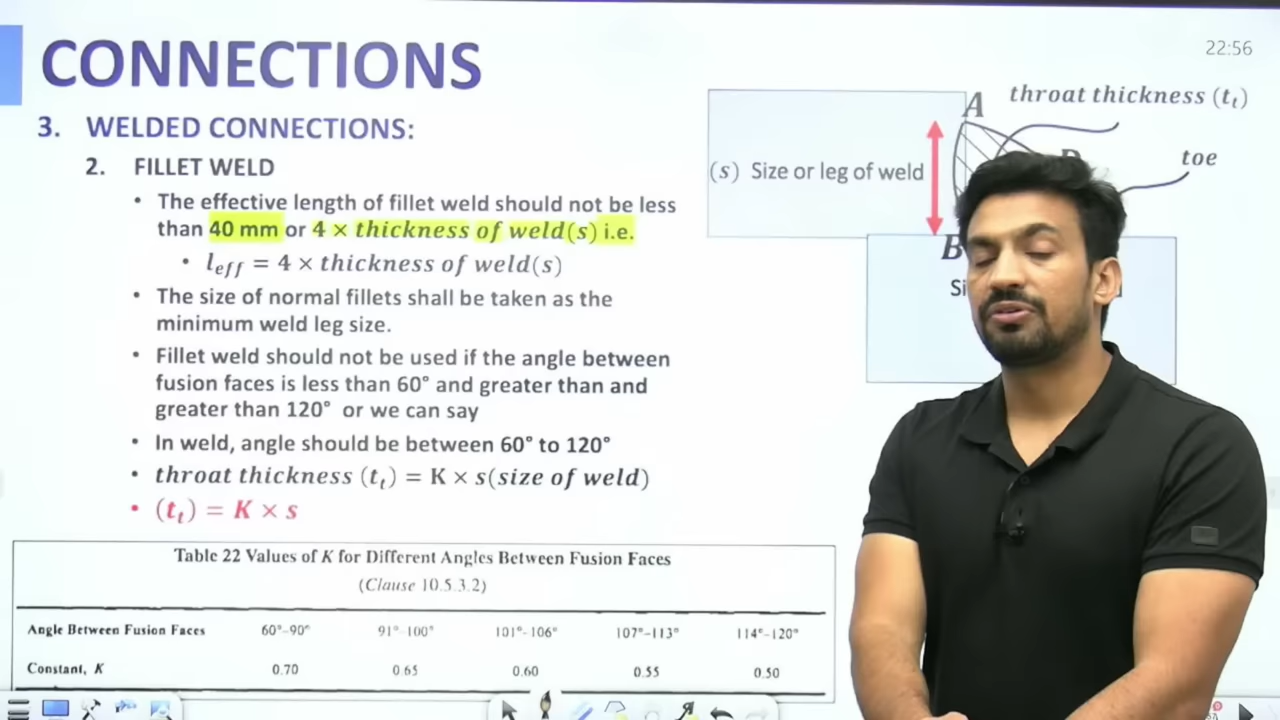 CONNECTIONS
22:56
3. WELDED CONNECTIONS:
2. FILLET WELD
• The effective length of fillet weld should not be less
than 40 mm or 4 × thickness of weld(s) i.e.
• l_eff = 4 × thickness of weld(s)
• The size of normal fillets shall be taken as the
minimum weld leg size.
• Fillet weld should not be used if the angle between
fusion faces is less than 60° and greater than and
greater than 120° or we can say
• In weld, angle should be between 60° to 120°
• throat thickness (t_t) = K × s(size of weld)
• (t_t) = K × s
A
throat thickness (t_t)
toe
(s) Size or leg of weld
B
Si
Table 22 Values of K for Different Angles Between Fusion Faces
(Clause 10.5.3.2)
Angle Between Fusion Faces 60°–90° 91°–100° 101°–106° 107°–113° 114°–120°
Constant, K 0.70 0.65 0.60 0.55 0.50